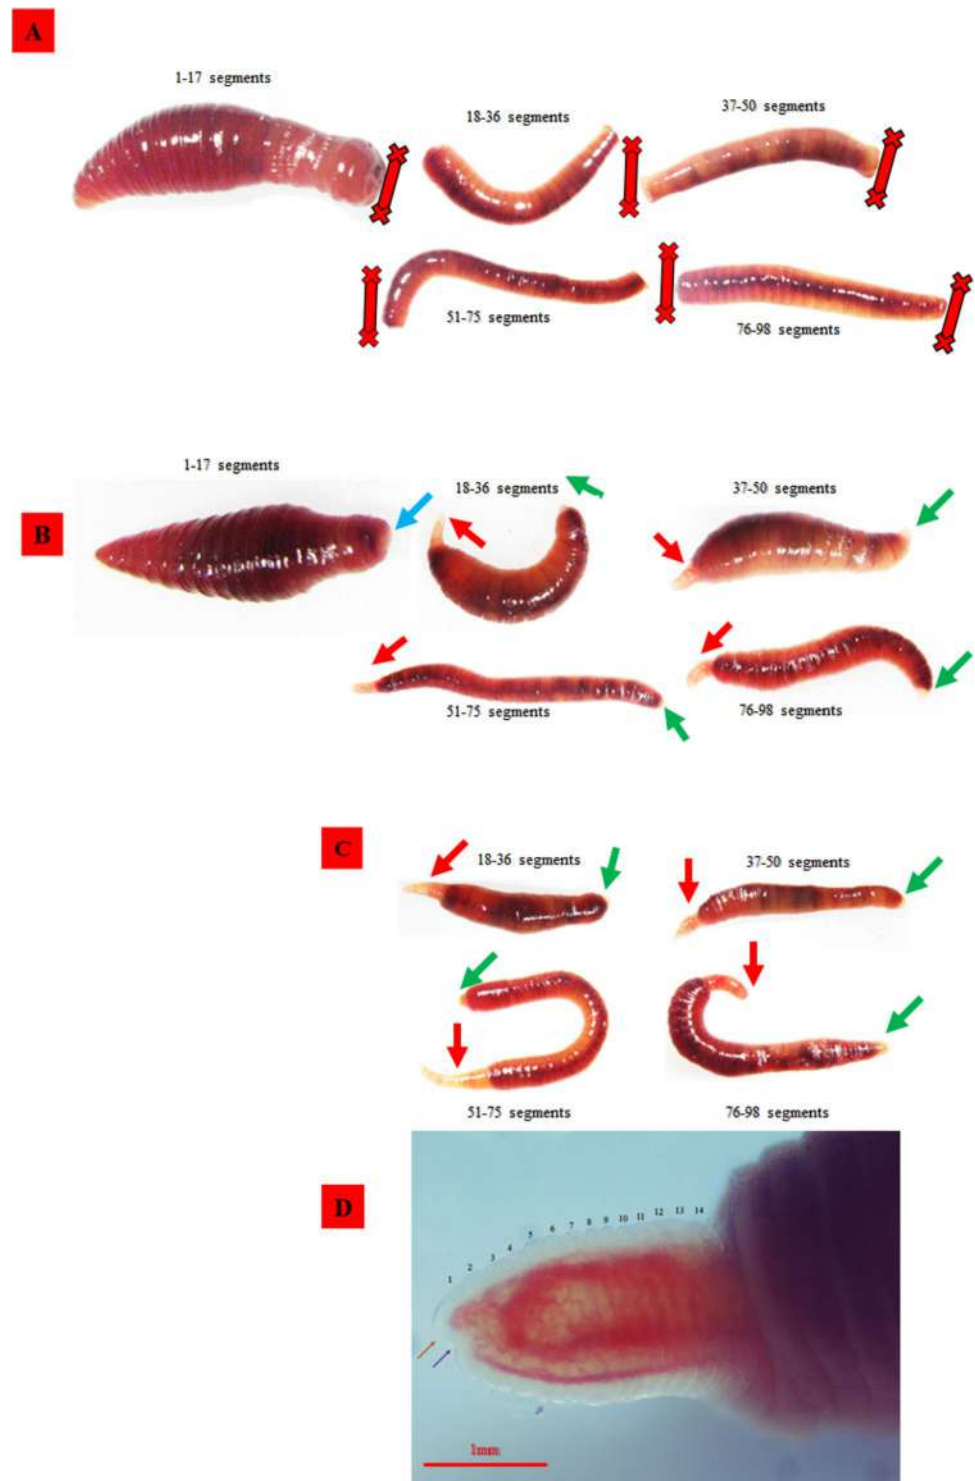 A
1-17 segments
18-36 segments
37-50 segments
51-75 segments
76-98 segments
B
1-17 segments
18-36 segments
37-50 segments
51-75 segments
76-98 segments
C
18-36 segments
37-50 segments
51-75 segments
76-98 segments
D
1 2 3 4 5 6 7 8 9 10 11 12 13 14
1mm